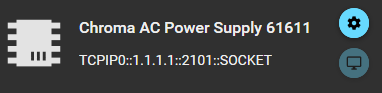 Chroma AC Power Supply 61611
TCPIP0::1.1.1.1::2101::SOCKET